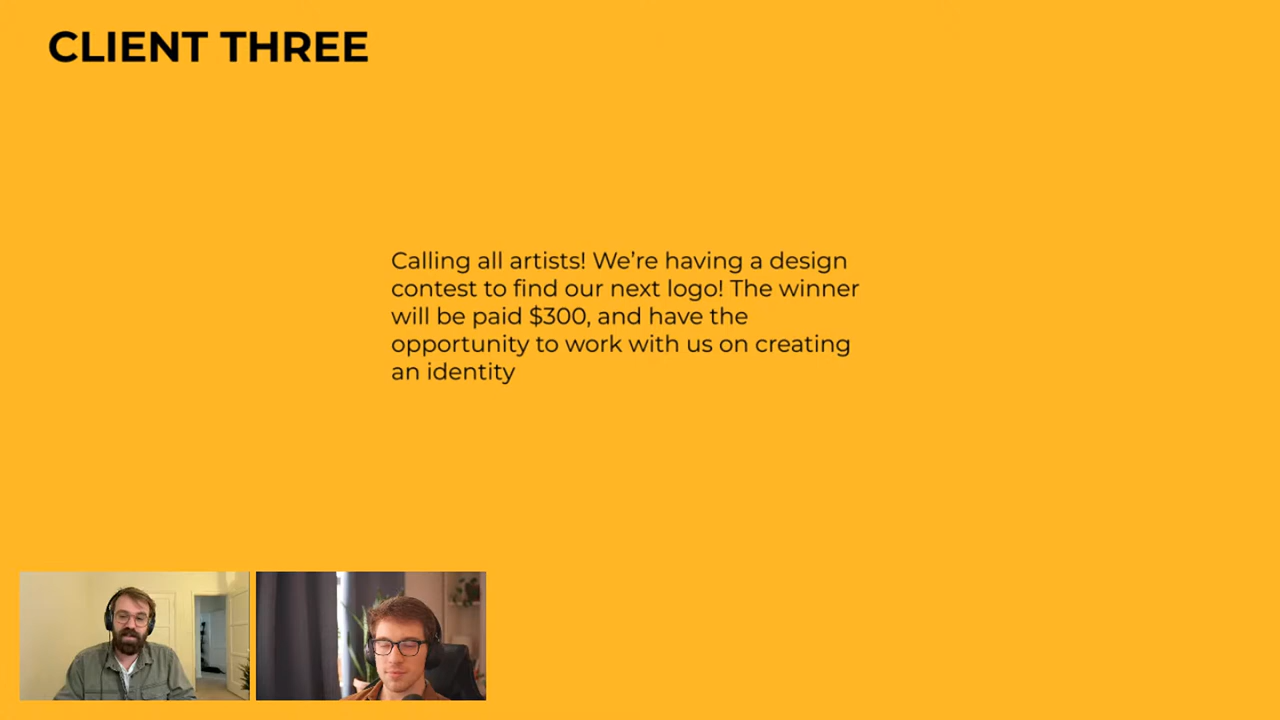 CLIENT THREE
Calling all artists! We’re having a design
contest to find our next logo! The winner
will be paid $300, and have the
opportunity to work with us on creating
an identity